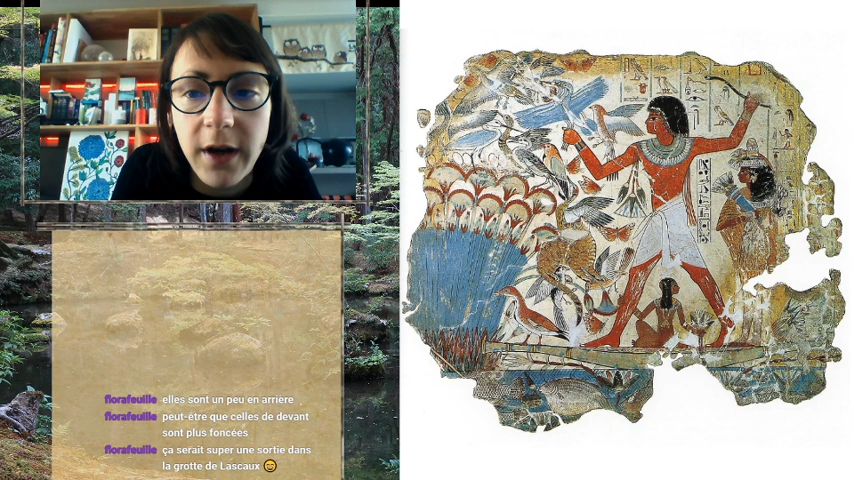 florafeuille elles sont un peu en arrière
florafeuille peut-être que celles de devant
sont plus foncées
florafeuille ça serait super une sortie dans
la grotte de Lascaux 😄